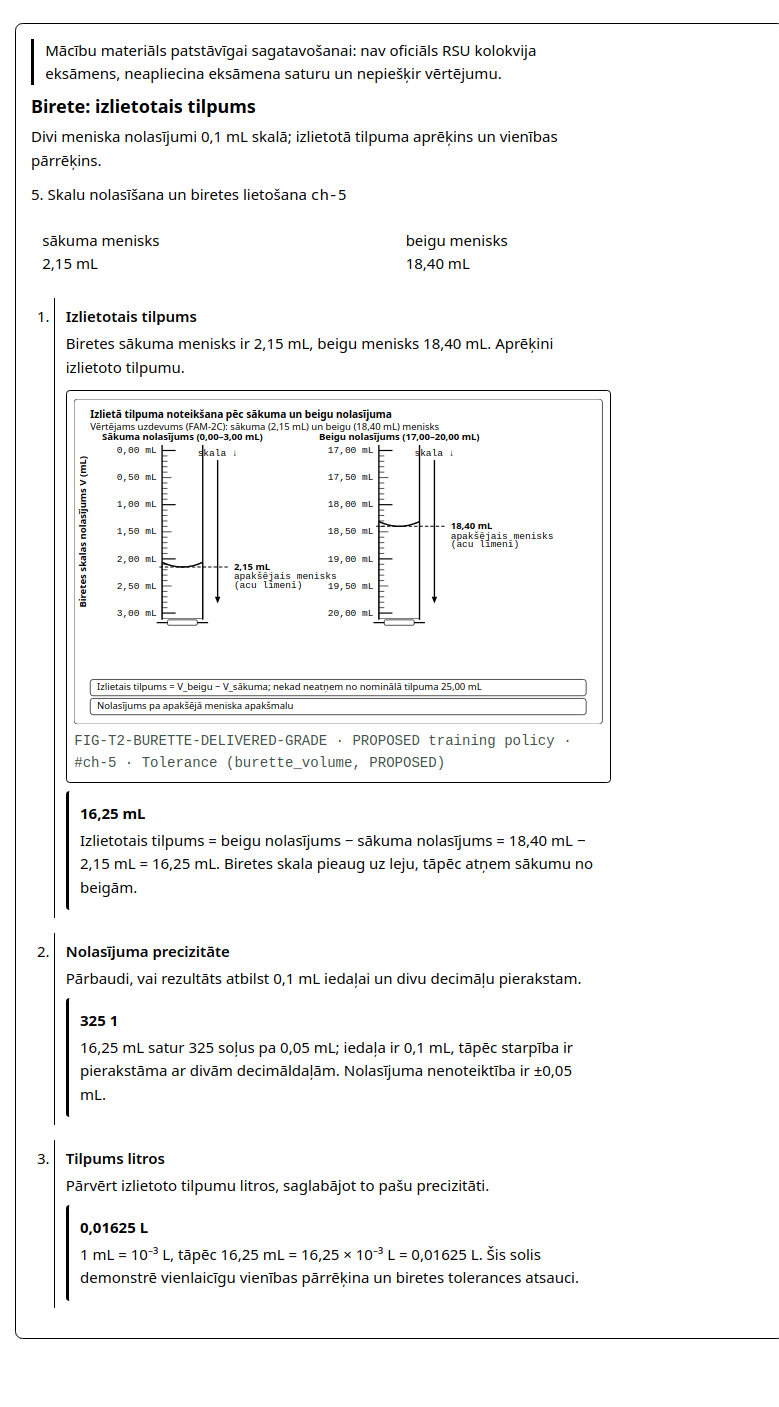 Mācību materiāls patstāvīgai sagatavošanai: nav oficiāls RSU kolokvija
eksāmens, neapliecina eksāmena saturu un nepiešķir vērtējumu.
Birete: izlietotais tilpums
Divi meniska nolasījumi 0,1 mL skalā; izlietotā tilpuma aprēķins un vienības
pārrēķins.
5. Skalu nolasīšana un biretes lietošana ch-5
sākuma menisks
2,15 mL
beigu menisks
18,40 mL
1. Izlietotais tilpums
Biretes sākuma menisks ir 2,15 mL, beigu menisks 18,40 mL. Aprēķini
izlietoto tilpumu.
Izlietā tilpuma noteikšana pēc sākuma un beigu nolasījuma
Vērtējams uzdevums (FAM-2C): sākuma (2,15 mL) un beigu (18,40 mL) menisks
Sākuma nolasījums (0,00–3,00 mL)
Beigu nolasījums (17,00–20,00 mL)
Biretes skalas nolasījums V (mL)
0,00 mL
0,50 mL
1,00 mL
1,50 mL
2,00 mL
2,50 mL
3,00 mL
skala ↓
2,15 mL
apakšējais menisks
(acu līmenī)
17,00 mL
17,50 mL
18,00 mL
18,50 mL
19,00 mL
19,50 mL
20,00 mL
skala ↓
18,40 mL
apakšējais menisks
(acu līmenī)
Izlietais tilpums = V_beigu − V_sākuma; nekad neatņem no nominālā tilpuma 25,00 mL
Nolasījums pa apakšējā meniska apakšmalu
FIG-T2-BURETTE-DELIVERED-GRADE · PROPOSED training policy ·
#ch-5 · Tolerance (burette_volume, PROPOSED)
16,25 mL
Izlietotais tilpums = beigu nolasījums − sākuma nolasījums = 18,40 mL −
2,15 mL = 16,25 mL. Biretes skala pieaug uz leju, tāpēc atņem sākumu no
beigām.
2. Nolasījuma precizitāte
Pārbaudi, vai rezultāts atbilst 0,1 mL iedaļai un divu decimāļu pierakstam.
325 1
16,25 mL satur 325 soļus pa 0,05 mL; iedaļa ir 0,1 mL, tāpēc starpība ir
pierakstāma ar divām decimāldaļām. Nolasījuma nenoteiktība ir ±0,05
mL.
3. Tilpums litros
Pārvērt izlietoto tilpumu litros, saglabājot to pašu precizitāti.
0,01625 L
1 mL = 10⁻³ L, tāpēc 16,25 mL = 16,25 × 10⁻³ L = 0,01625 L. Šis solis
demonstrē vienlaicīgu vienības pārrēķina un biretes tolerances atsauci.